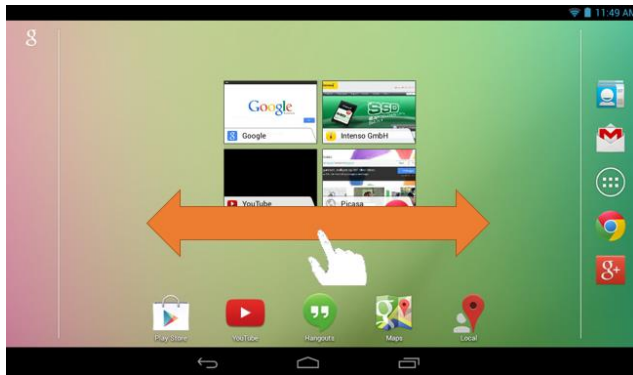 11:49 AM
g
Google
SSD
Google
Intenso GmbH
YouTube
Picasa
g+
Play Store
YouTube
Hangouts
Maps
Local